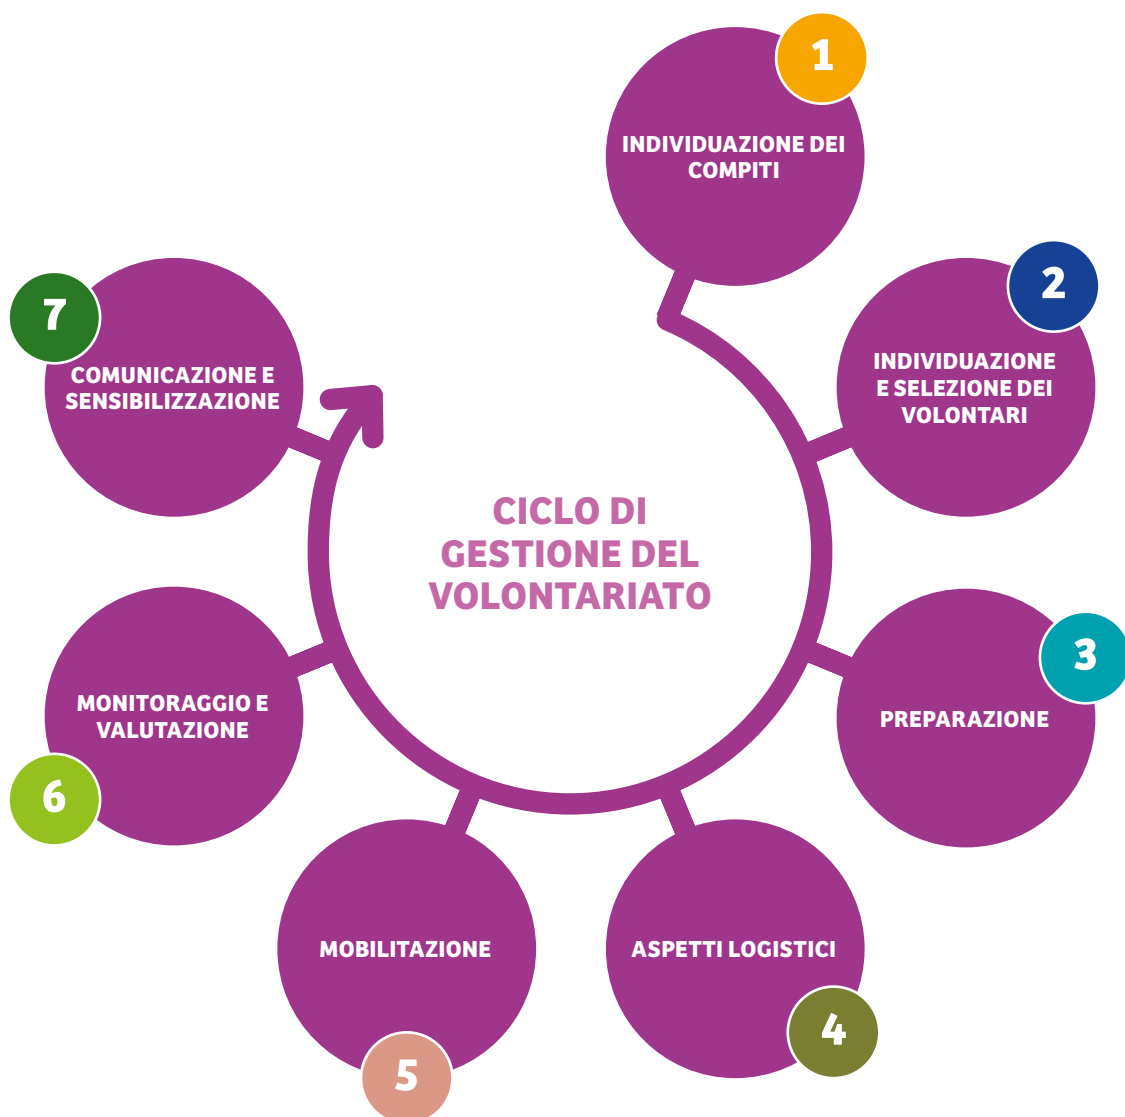 1
INDIVIDUAZIONE DEI
COMPITI
2
INDIVIDUAZIONE
E SELEZIONE DEI
VOLONTARI
3
PREPARAZIONE
4
ASPETTI LOGISTICI
5
MOBILITAZIONE
6
MONITORAGGIO E
VALUTAZIONE
7
COMUNICAZIONE E
SENSIBILIZZAZIONE
CICLO DI
GESTIONE DEL
VOLONTARIATO